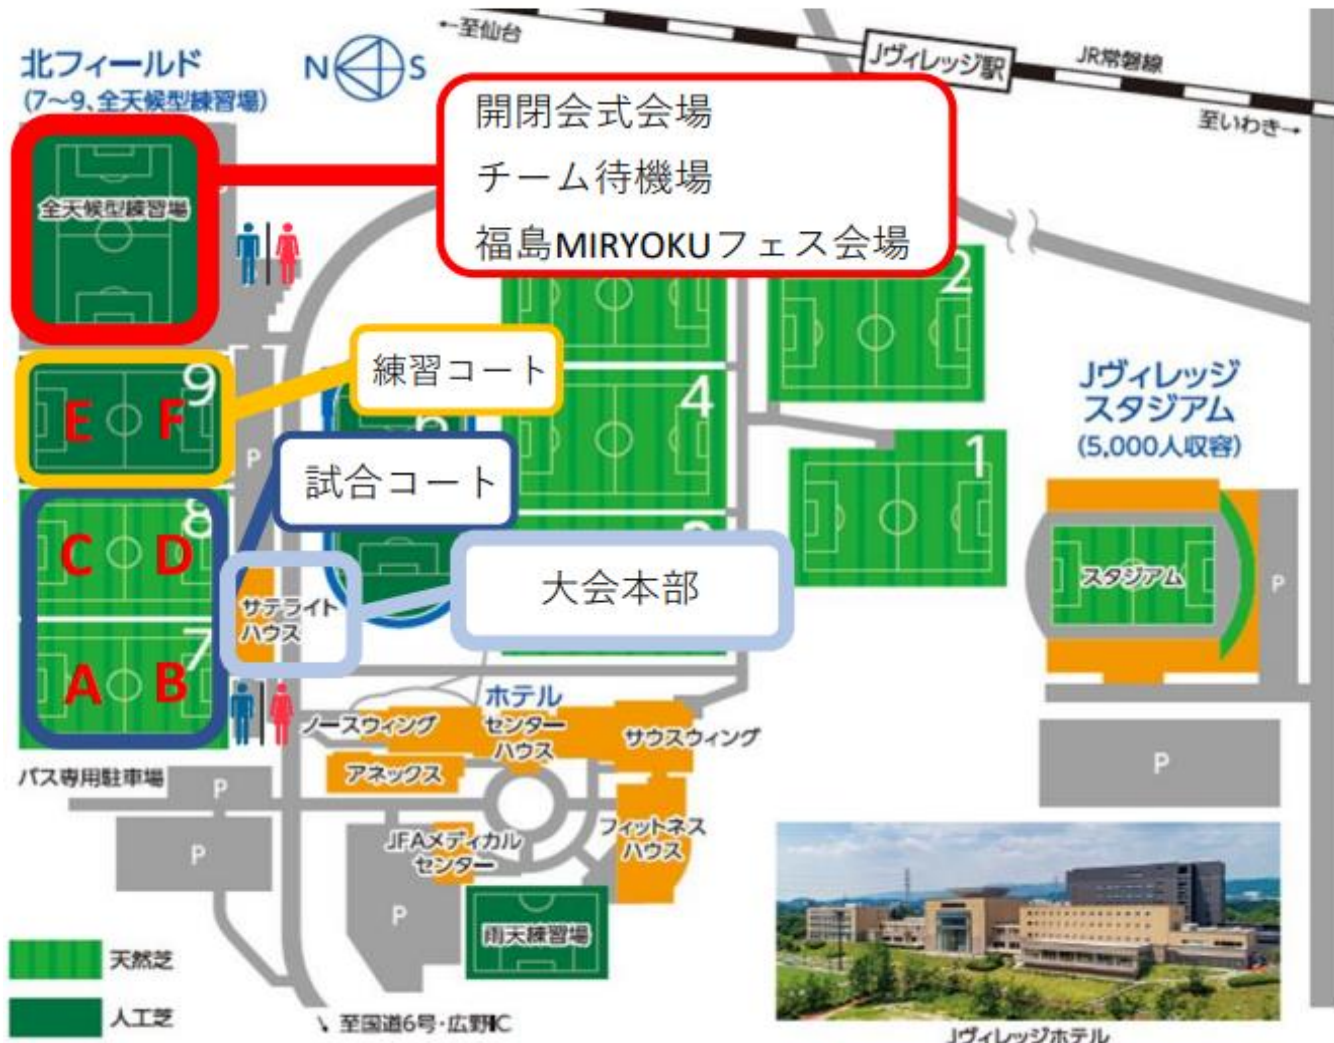 ←至仙台
Jヴィレッジ駅
JR常磐線
至いわき→
北フィールド
(7～9、全天候型練習場)
N S
開閉会式会場
チーム待機場
福島MIRYOKUフェス会場
全天候型練習場
2
練習コート
9
E F
4
P
Jヴィレッジ
スタジアム
(5,000人収容)
1
試合コート
8
C D
大会本部
スタジアム
P
サテライト
ハウス
7
A B
ホテル
ノースウィング
センター
ハウス
サウスウィング
アネックス
バス専用駐車場
P
P
P
JFAメディカル
センター
フィットネス
ハウス
P
雨天練習場
天然芝
人工芝
至国道6号・広野IC
Jヴィレッジホテル